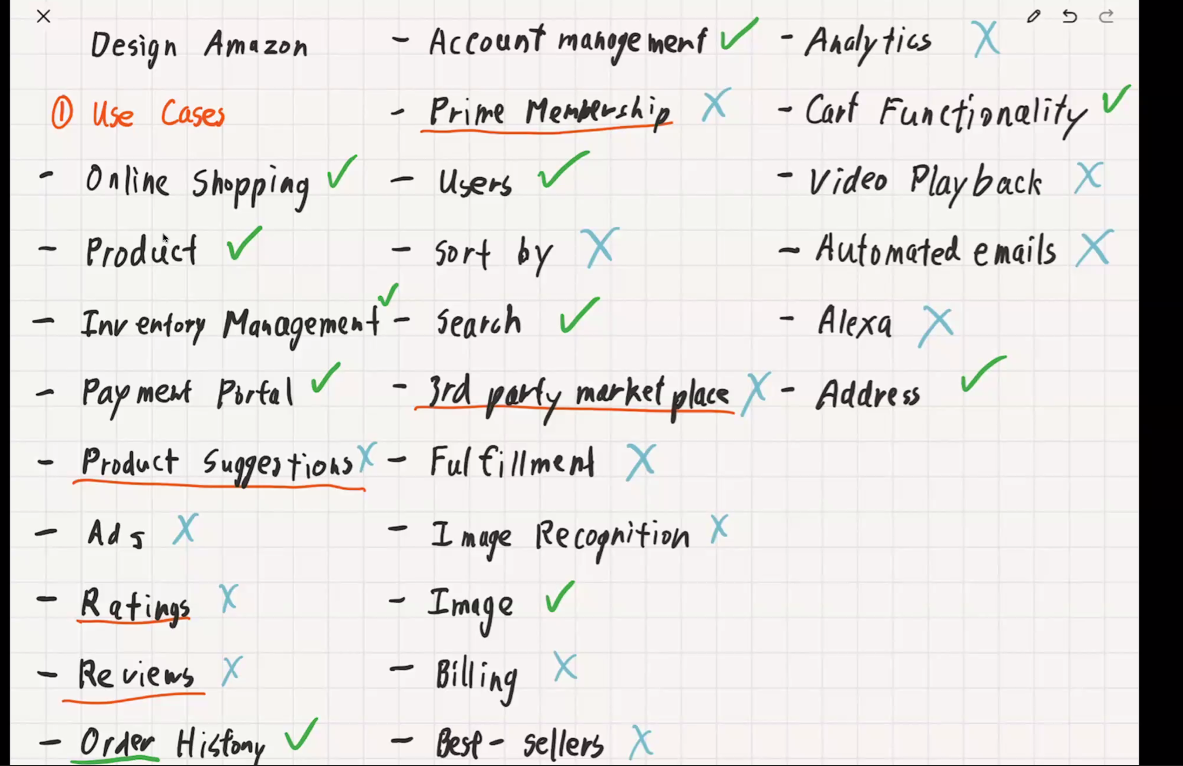 Design Amazon
① Use Cases
- Online Shopping ✓
- Product ✓
- Inventory Management ✓
- Payment Portal ✓
- Product Suggestions X
- Ads X
- Ratings X
- Reviews X
- Order History ✓
- Account management ✓
- Prime Membership X
- Users ✓
- Sort by X
- Search ✓
- 3rd party market place X
- Fulfillment X
- Image Recognition X
- Image ✓
- Billing X
- Best-sellers X
- Analytics X
- Cart Functionality ✓
- Video Playback X
- Automated emails X
- Alexa X
- Address ✓